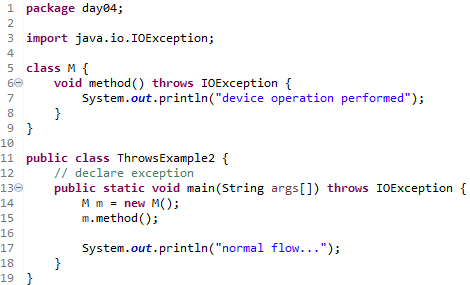 1 package day04;
2
3 import java.io.IOException;
4
5 class M {
6     void method() throws IOException {
7         System.out.println("device operation performed");
8     }
9 }
10
11 public class ThrowsExample2 {
12     // declare exception
13     public static void main(String args[]) throws IOException {
14         M m = new M();
15         m.method();
16
17         System.out.println("normal flow...");
18     }
19 }